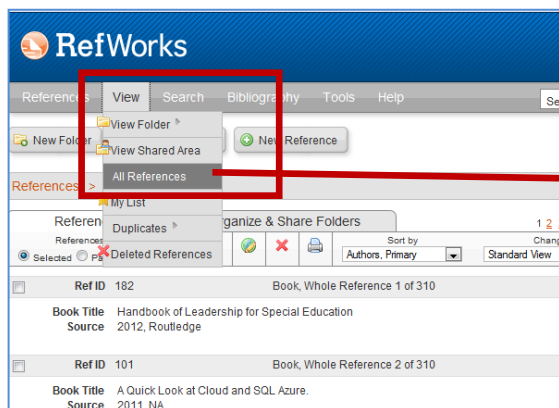 RefWorks
References View Search Bibliography Tools Help
View Folder
New Folder New Reference
View Shared Area
All References
References >
My List
ganize & Share Folders
Duplicates
1 2
References Sort by
Selected Authors, Primary Standard View
Deleted References
Ref ID 182 Book, Whole Reference 1 of 310
Book Title Handbook of Leadership for Special Education
Source 2012, Routledge
Ref ID 101 Book, Whole Reference 2 of 310
Book Title A Quick Look at Cloud and SQL Azure.
Source 2011, NA